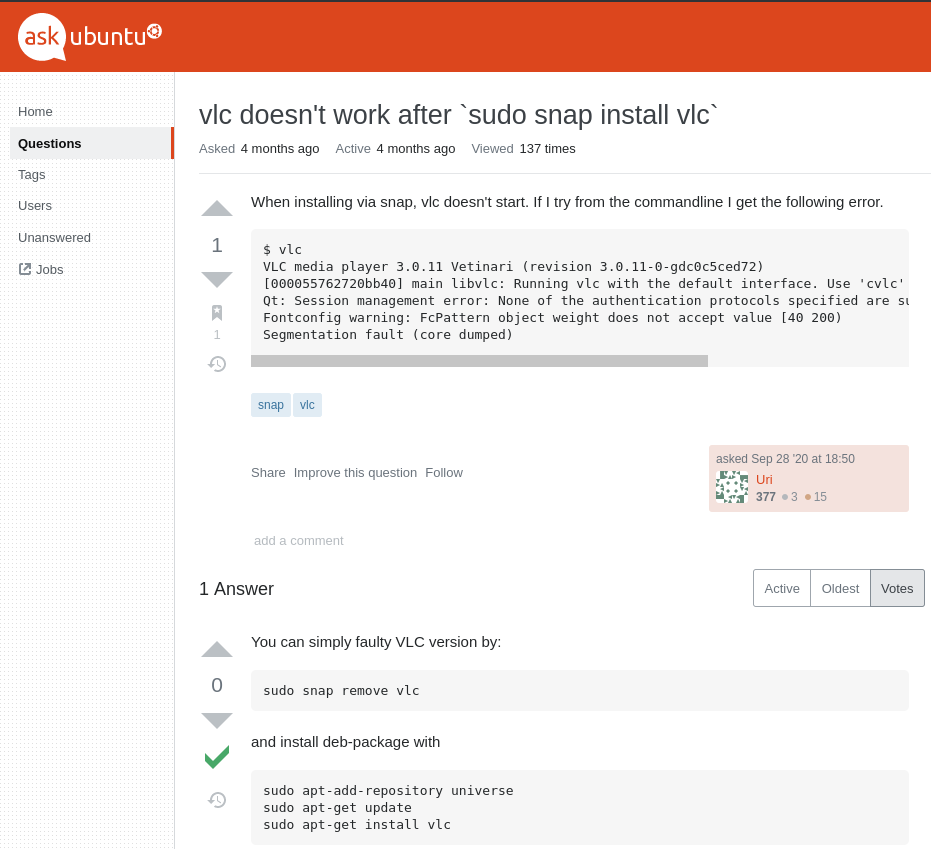 ask ubuntu
Home
Questions
Tags
Users
Unanswered
Jobs
vlc doesn't work after `sudo snap install vlc`
Asked 4 months ago Active 4 months ago Viewed 137 times
When installing via snap, vlc doesn't start. If I try from the commandline I get the following error.
1
$ vlc
VLC media player 3.0.11 Vetinari (revision 3.0.11-0-gdc0c5ced72)
[000055762720bb40] main libvlc: Running vlc with the default interface. Use 'cvlc'
Qt: Session management error: None of the authentication protocols specified are su
Fontconfig warning: FcPattern object weight does not accept value [40 200)
Segmentation fault (core dumped)
1
snap vlc
Share Improve this question Follow
asked Sep 28 '20 at 18:50
Uri
377 3 15
add a comment
1 Answer
Active Oldest Votes
You can simply faulty VLC version by:
0
sudo snap remove vlc
and install deb-package with
sudo apt-add-repository universe
sudo apt-get update
sudo apt-get install vlc